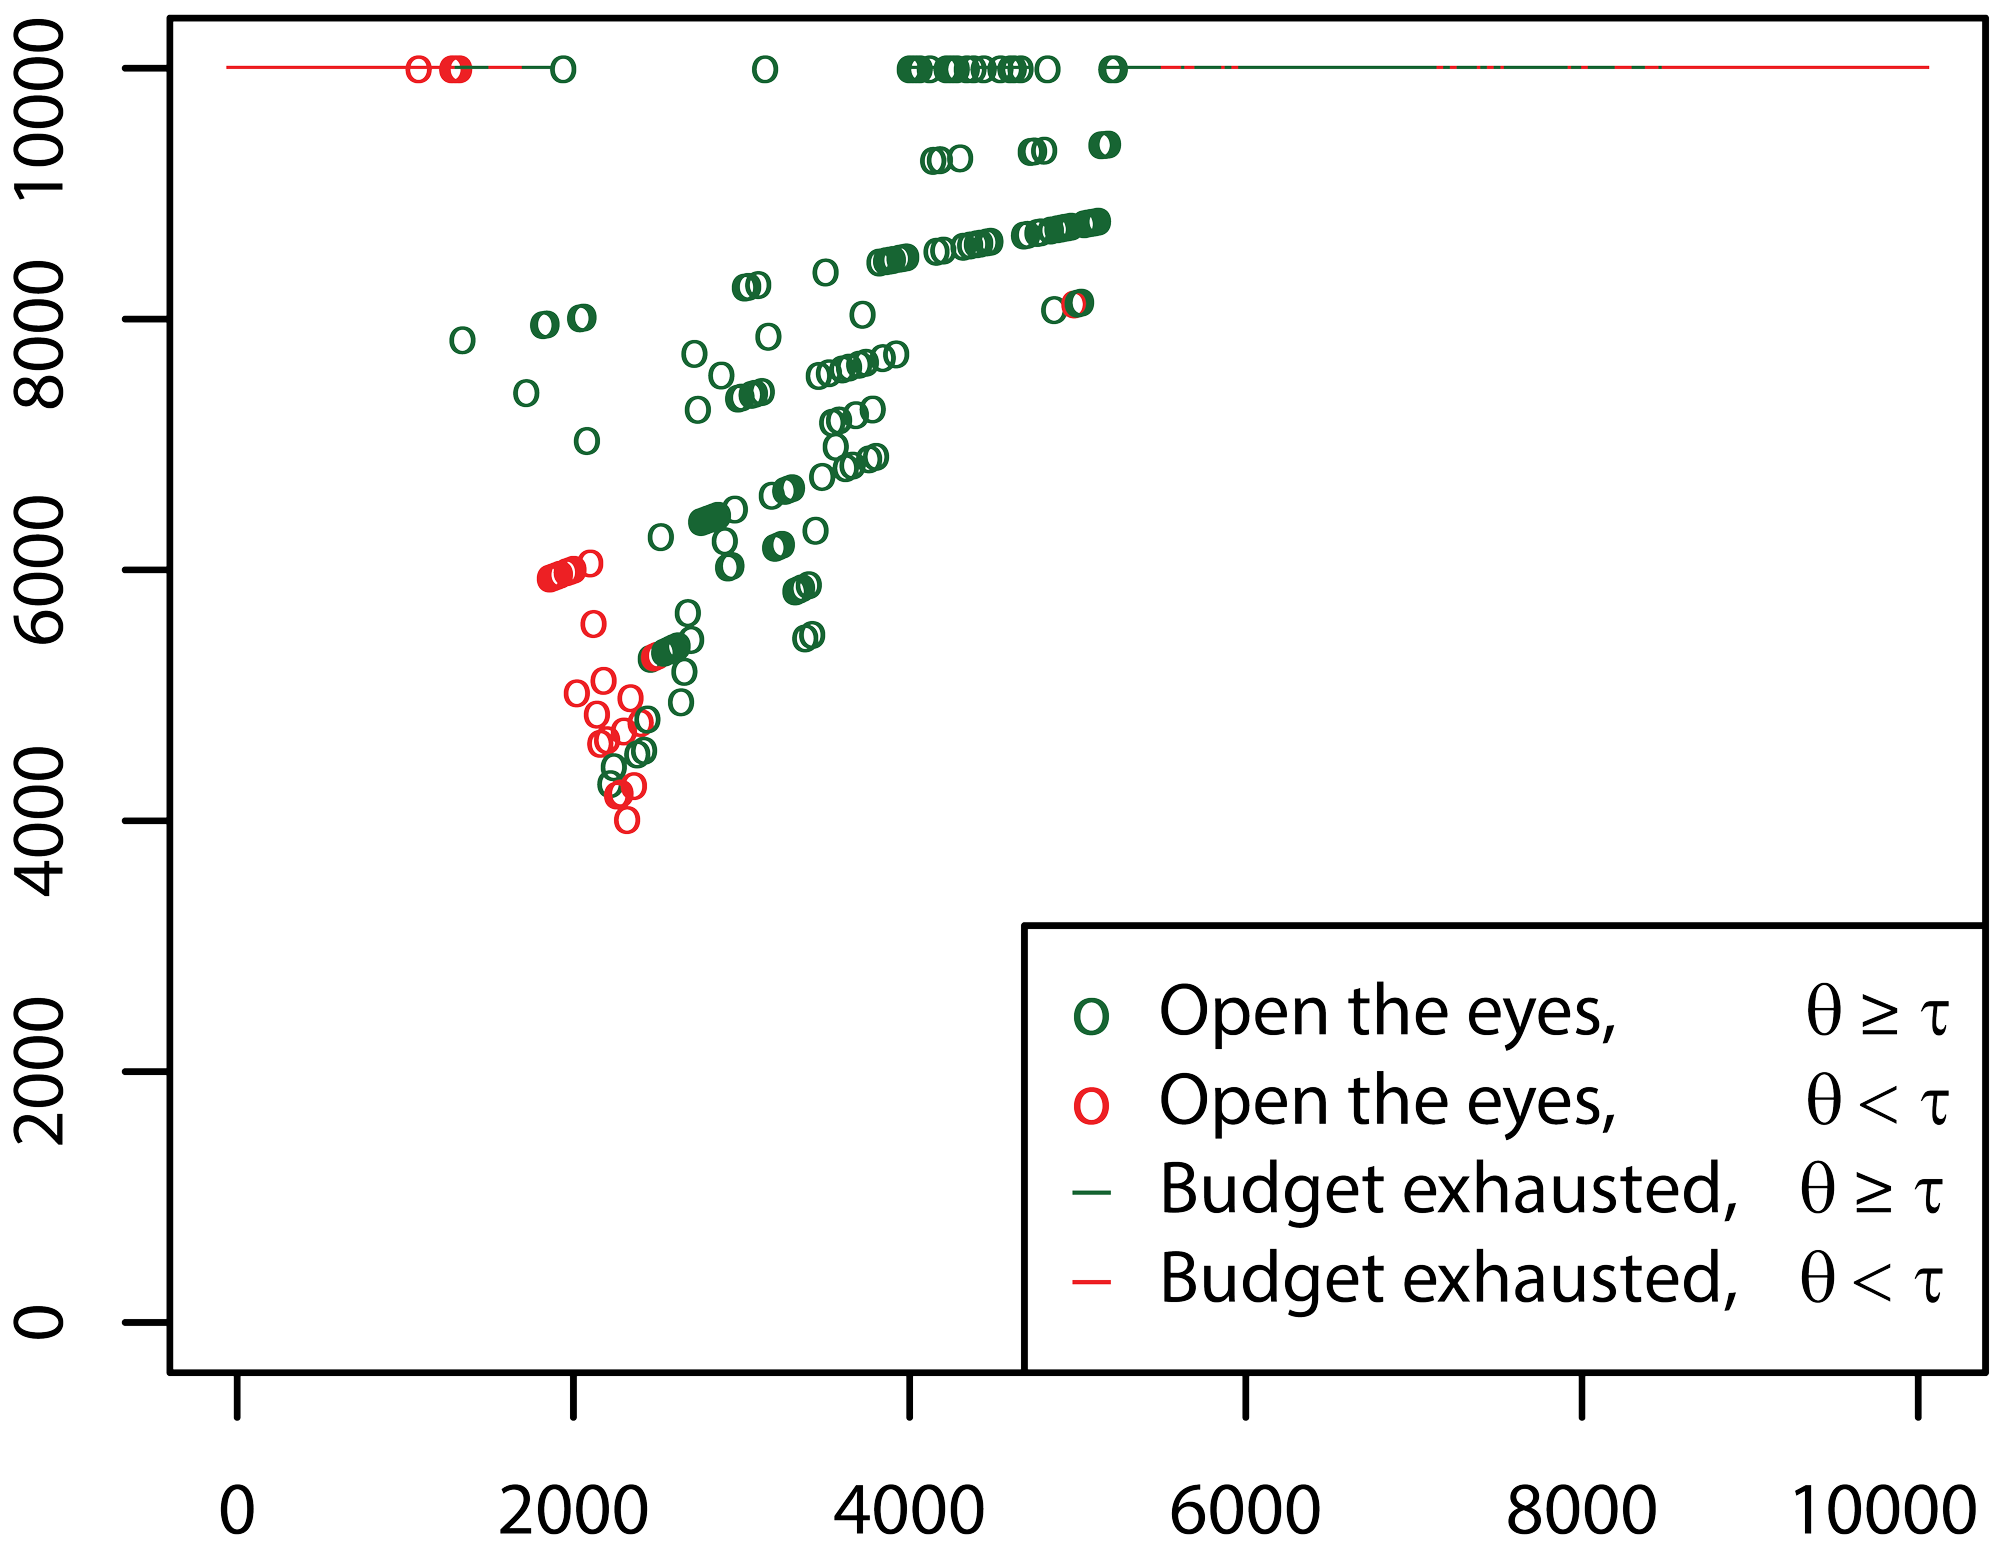 10000
8000
6000
4000
2000
0
Open the eyes, θ ≥ τ
Open the eyes, θ < τ
Budget exhausted, θ ≥ τ
Budget exhausted, θ < τ
0 2000 4000 6000 8000 10000